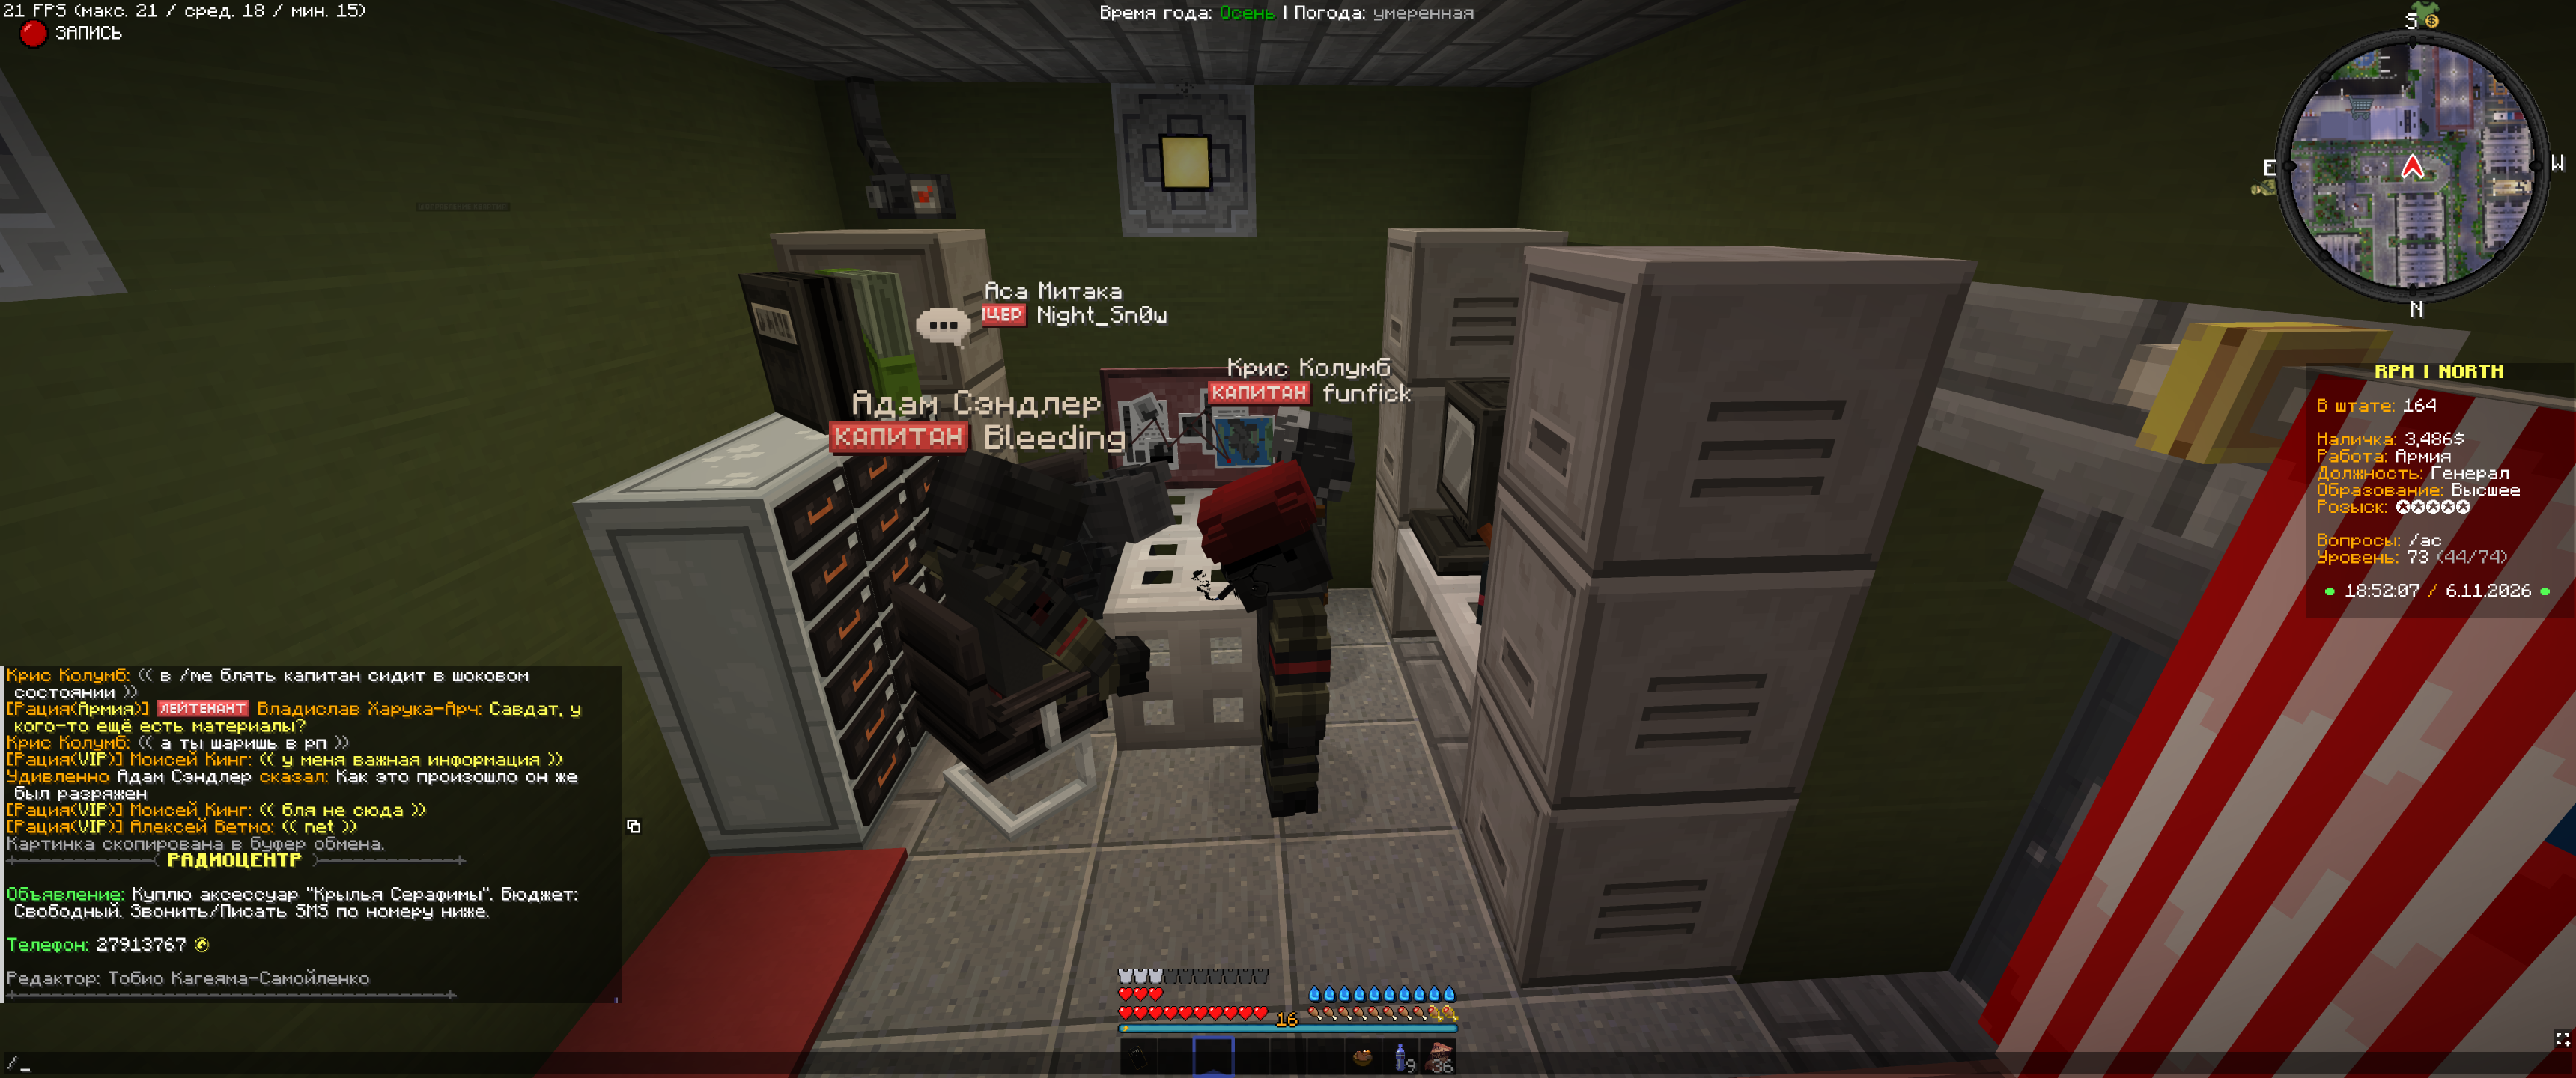 21 FPS (макс. 21 / сред. 18 / мин. 15)
ЗАПИСЬ
Время года: Осень | Погода: умеренная
S
E
W
N
Аса Митака
ЦЕР Night_Sn0w
Крис Колумб
КАПИТАН funfick
Адам Сэндлер
КАПИТАН Bleeding
RPM | NORTH
В штате: 164
Наличка: 3,486$
Работа: Армия
Должность: Генерал
Образование: Высшее
Розыск: ✪✪✪✪✪
Вопросы: /ac
Уровень: 73 (44/74)
18:52:07 / 6.11.2026
Крис Колумб: (( в /me блять капитан сидит в шоковом
состоянии ))
[Рация(Армия)] ЛЕЙТЕНАНТ Владислав Харука-Арч: Савдат, у
кого-то ещё есть материалы?
Крис Колумб: (( а ты шаришь в рп ))
[Рация(VIP)] Моисей Кинг: (( у меня важная информация ))
Удивленно Адам Сэндлер сказал: Как это произошло он же
был разряжен
[Рация(VIP)] Моисей Кинг: (( бля не сюда ))
[Рация(VIP)] Алексей Ветмо: (( net ))
Картинка скопирована в буфер обмена.
РАДИОЦЕНТР
Объявление: Куплю аксессуар "Крылья Серафимы". Бюджет:
Свободный. Звонить/Писать SMS по номеру ниже.
Телефон: 27913767
Редактор: Тобио Кагеяма-Самойленко
16
9
36
/_